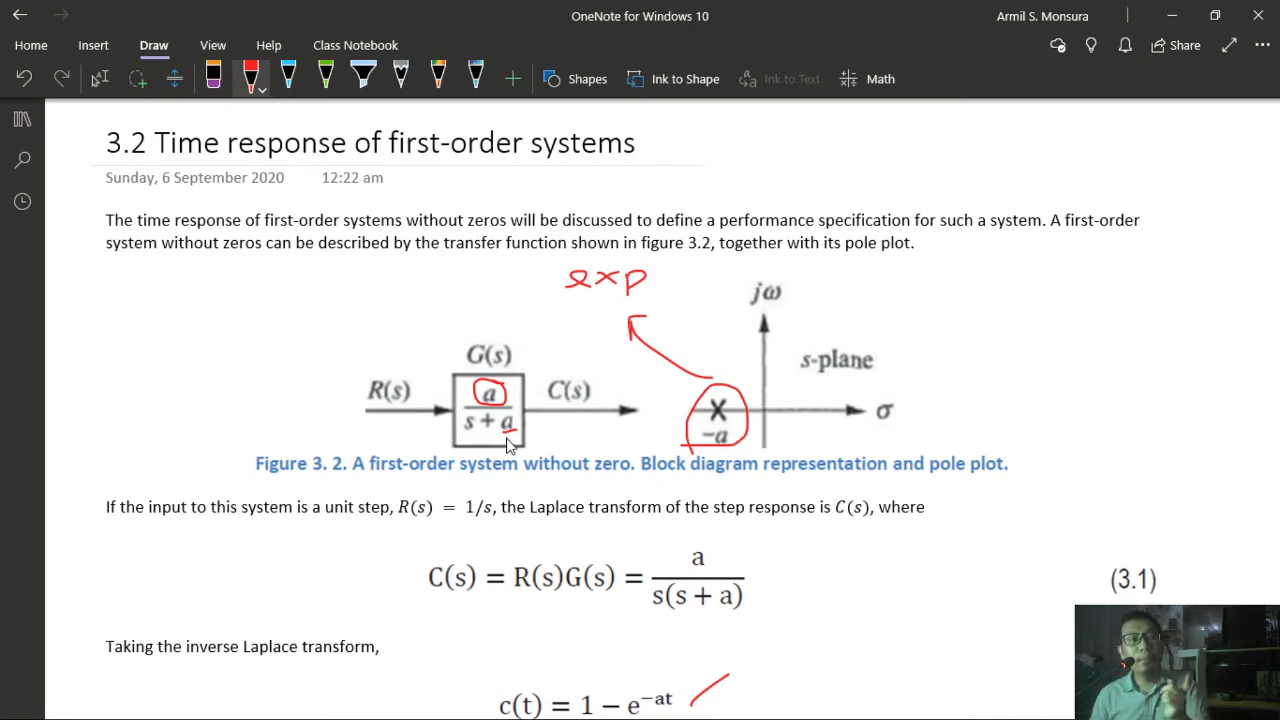 OneNote for Windows 10
Armil S. Monsura
Home Insert Draw View Help Class Notebook Share
Shapes Ink to Shape Ink to Text Math
3.2 Time response of first-order systems
Sunday, 6 September 2020 12:22 am
The time response of first-order systems without zeros will be discussed to define a performance specification for such a system. A first-order
system without zeros can be described by the transfer function shown in figure 3.2, together with its pole plot.
exp
jω
G(s)
s-plane
R(s) a C(s)
s + a
X
-a
σ
Figure 3. 2. A first-order system without zero. Block diagram representation and pole plot.
If the input to this system is a unit step, R(s) = 1/s, the Laplace transform of the step response is C(s), where
C(s) = R(s)G(s) = a / s(s + a) (3.1)
Taking the inverse Laplace transform,
c(t) = 1 − e^−at